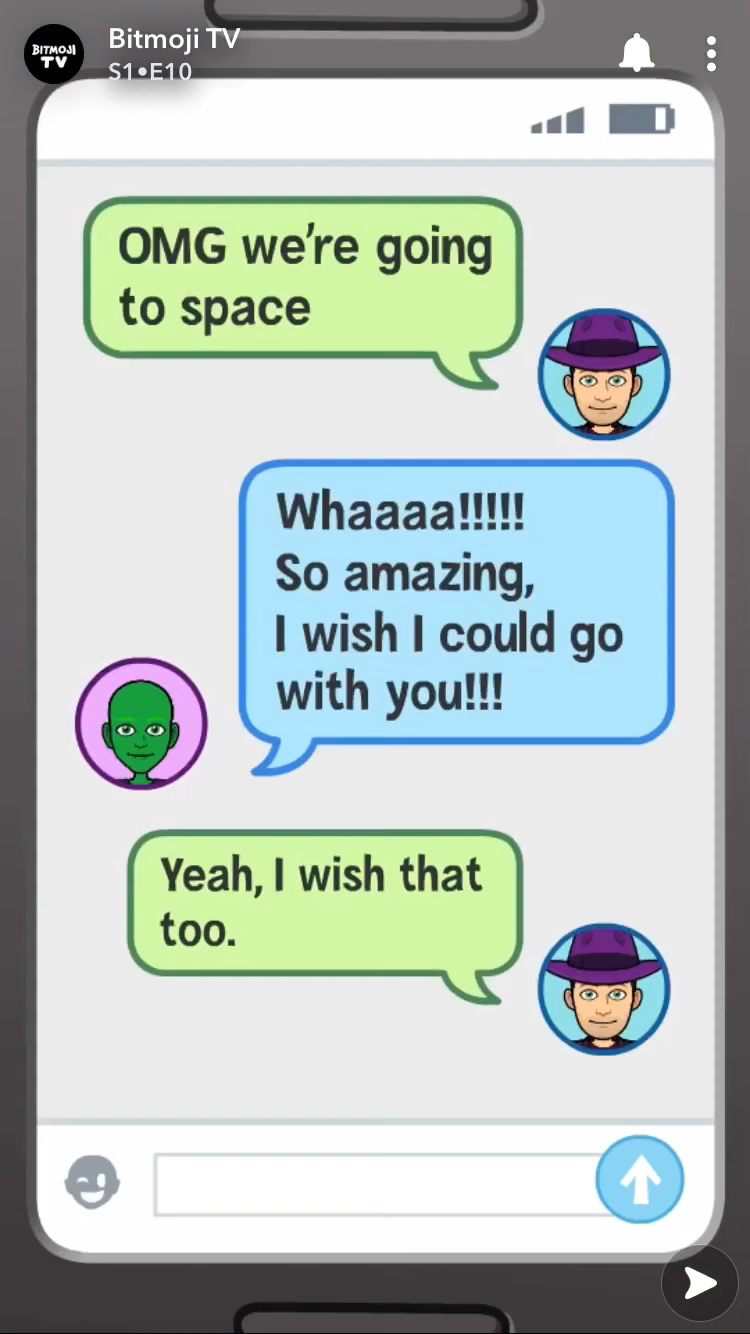 BITMOJI
TV
Bitmoji TV
S1•E10
OMG we're going
to space
Whaaaa!!!!!
So amazing,
I wish I could go
with you!!!
Yeah, I wish that
too.